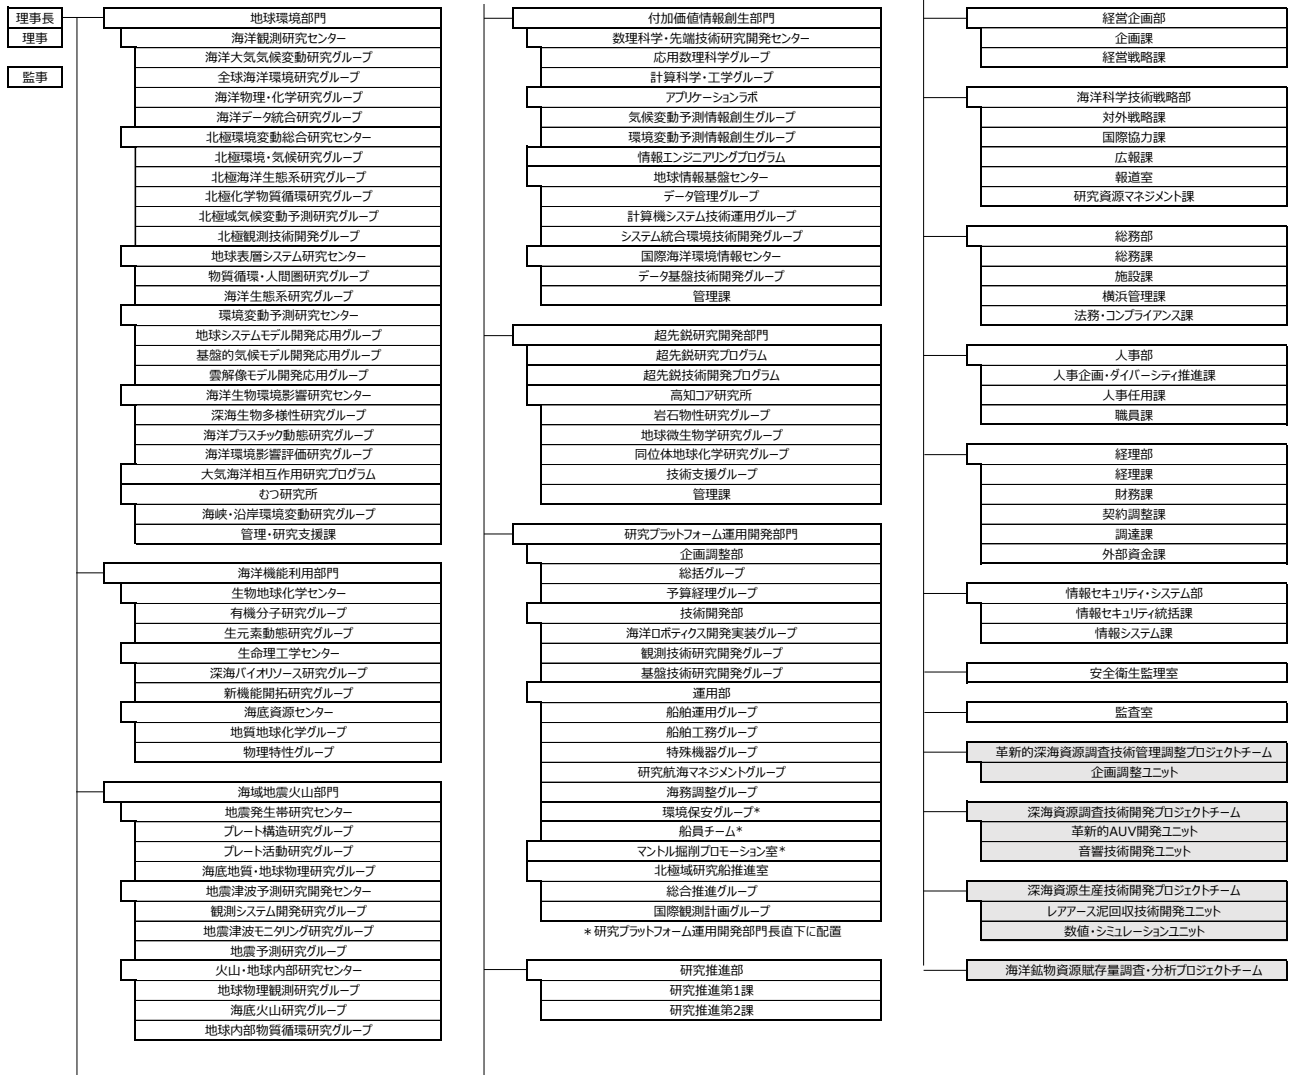 理事長
理事
監事
地球環境部門
海洋観測研究センター
海洋大気気候変動研究グループ
全球海洋環境研究グループ
海洋物理・化学研究グループ
海洋データ統合研究グループ
北極環境変動総合研究センター
北極環境・気候研究グループ
北極海洋生態系研究グループ
北極化学物質循環研究グループ
北極域気候変動予測研究グループ
北極観測技術開発グループ
地球表層システム研究センター
物質循環・人間圏研究グループ
海洋生態系研究グループ
環境変動予測研究センター
地球システムモデル開発応用グループ
基盤的気候モデル開発応用グループ
雲解像モデル開発応用グループ
海洋生物環境影響研究センター
深海生物多様性研究グループ
海洋プラスチック動態研究グループ
海洋環境影響評価研究グループ
大気海洋相互作用研究プログラム
むつ研究所
海峡・沿岸環境変動研究グループ
管理・研究支援課
海洋機能利用部門
生物地球化学センター
有機分子研究グループ
生元素動態研究グループ
生命理工学センター
深海バイオリソース研究グループ
新機能開拓研究グループ
海底資源センター
地質地球化学グループ
物理特性グループ
海域地震火山部門
地震発生帯研究センター
プレート構造研究グループ
プレート活動研究グループ
海底地質・地球物理研究グループ
地震津波予測研究開発センター
観測システム開発研究グループ
地震津波モニタリング研究グループ
地震予測研究グループ
火山・地球内部研究センター
地球物理観測研究グループ
海底火山研究グループ
地球内部物質循環研究グループ
付加価値情報創生部門
数理科学・先端技術研究開発センター
応用数理科学グループ
計算科学・工学グループ
アプリケーションラボ
気候変動予測情報創生グループ
環境変動予測情報創生グループ
情報エンジニアリングプログラム
地球情報基盤センター
データ管理グループ
計算機システム技術運用グループ
システム統合環境技術開発グループ
国際海洋環境情報センター
データ基盤技術開発グループ
管理課
超先鋭研究開発部門
超先鋭研究プログラム
超先鋭技術開発プログラム
高知コア研究所
岩石物性研究グループ
地球微生物学研究グループ
同位体地球化学研究グループ
技術支援グループ
管理課
研究プラットフォーム運用開発部門
企画調整部
総括グループ
予算経理グループ
技術開発部
海洋ロボティクス開発実装グループ
観測技術研究開発グループ
基盤技術研究開発グループ
運用部
船舶運用グループ
船舶工務グループ
特殊機器グループ
研究航海マネジメントグループ
海務調整グループ
環境保安グループ*
船員チーム*
マントル掘削プロモーション室*
北極域研究船推進室
総合推進グループ
国際観測計画グループ
*研究プラットフォーム運用開発部門長直下に配置
研究推進部
研究推進第1課
研究推進第2課
経営企画部
企画課
経営戦略課
海洋科学技術戦略部
対外戦略課
国際協力課
広報課
報道室
研究資源マネジメント課
総務部
総務課
施設課
横浜管理課
法務・コンプライアンス課
人事部
人事企画・ダイバーシティ推進課
人事任用課
職員課
経理部
経理課
財務課
契約調整課
調達課
外部資金課
情報セキュリティ・システム部
情報セキュリティ統括課
情報システム課
安全衛生監理室
監査室
革新的深海資源調査技術管理調整プロジェクトチーム
企画調整ユニット
深海資源調査技術開発プロジェクトチーム
革新的AUV開発ユニット
音響技術開発ユニット
深海資源生産技術開発プロジェクトチーム
レアアース泥回収技術開発ユニット
数値・シミュレーションユニット
海洋鉱物資源賦存量調査・分析プロジェクトチーム